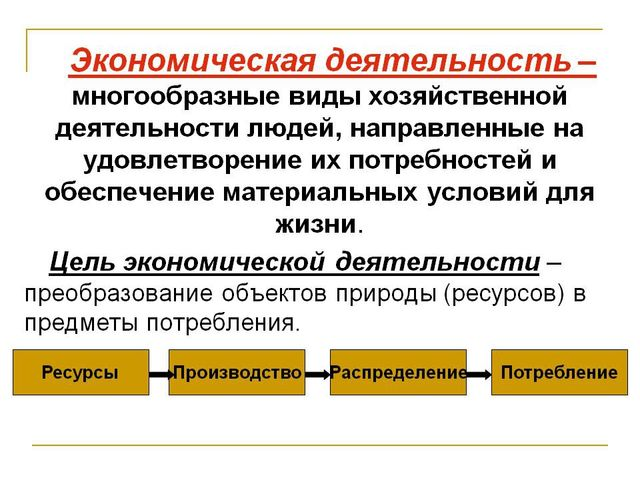 Экономическая деятельность –
многообразные виды хозяйственной
деятельности людей, направленные на
удовлетворение их потребностей и
обеспечение материальных условий для
жизни.
Цель экономической деятельности –
преобразование объектов природы (ресурсов) в
предметы потребления.
Ресурсы Производство Распределение Потребление